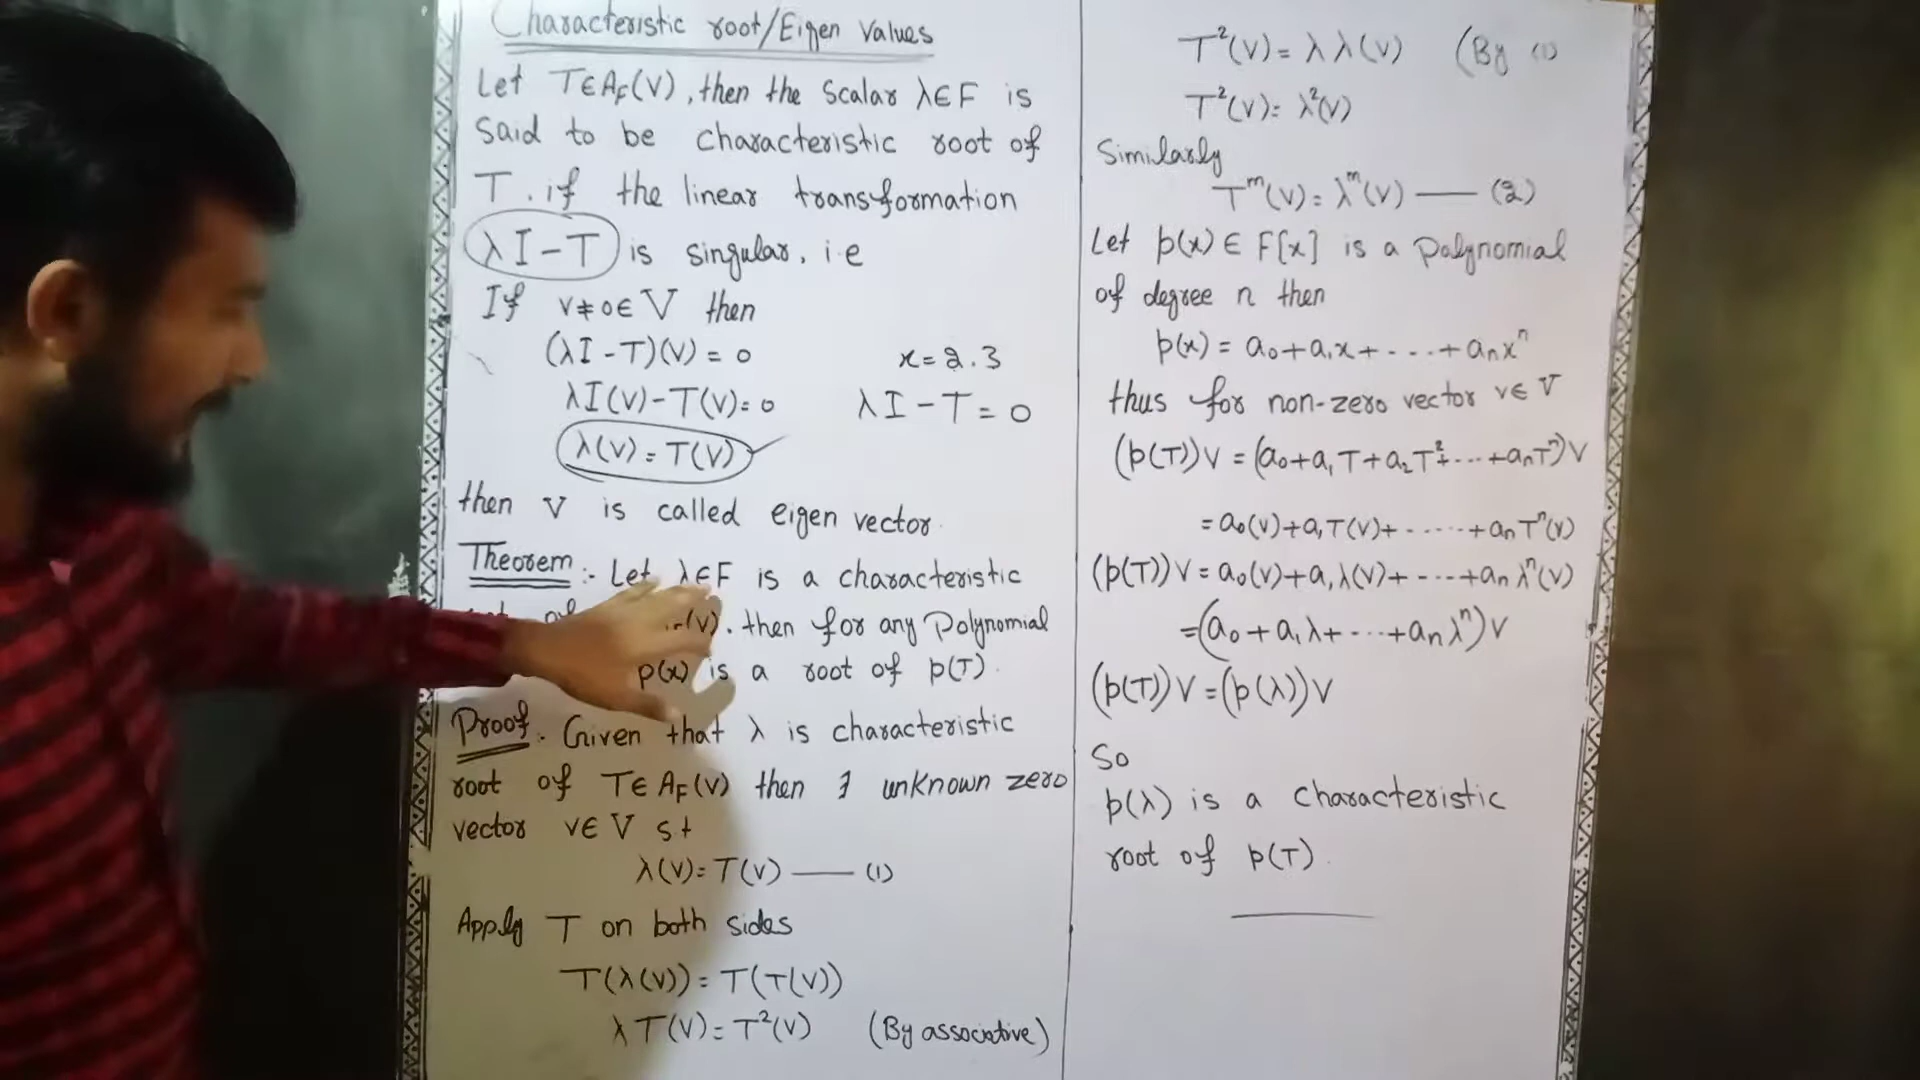 Characteristic root/Eigen Values
Let T∈A_F(V), then the Scalar λ∈F is
said to be characteristic root of
T. if the linear transformation
λI-T is singular, i.e
If v≠0∈V then
(λI-T)(v)=0
x=2.3
λI(v)-T(v)=0
λI-T=0
λ(v)=T(v)
then V is called eigen vector.
Theorem:- Let λ∈F is a characteristic
of (V). then for any Polynomial
p(x) is a root of p(T).
Proof:. Given that λ is characteristic
root of T∈A_F(V) then ∃ unknown zero
vector v∈V s.t
λ(v)=T(v) —— (1)
Apply T on both sides
T(λ(v))=T(T(v))
λT(v)=T²(v) (By associative)
T²(v)=λλ(v) (By (1)
T²(v)=λ²(v)
Similarly
Tᵐ(v)=λᵐ(v) —— (2)
Let p(x)∈F[x] is a Polynomial
of degree n then
p(x)=a₀+a₁x+----+aₙxⁿ
thus for non-zero vector v∈V
(p(T))v=(a₀+a₁T+a₂T²+---+aₙTⁿ)v
=a₀(v)+a₁T(v)+------+aₙTⁿ(v)
(p(T))v=a₀(v)+a₁λ(v)+----+aₙλⁿ(v)
=(a₀+a₁λ+----+aₙλⁿ)v
(p(T))v=(p(λ))v
So
p(λ) is a characteristic
root of p(T).